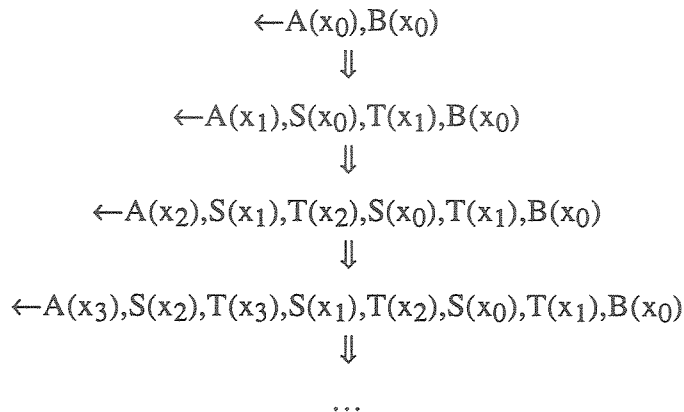 ←A(x₀),B(x₀)
⇓
←A(x₁),S(x₀),T(x₁),B(x₀)
⇓
←A(x₂),S(x₁),T(x₂),S(x₀),T(x₁),B(x₀)
⇓
←A(x₃),S(x₂),T(x₃),S(x₁),T(x₂),S(x₀),T(x₁),B(x₀)
⇓
...